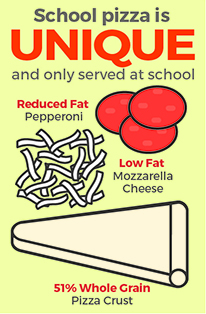 School pizza is
UNIQUE
and only served at school
Reduced Fat
Pepperoni
Low Fat
Mozzarella
Cheese
51% Whole Grain
Pizza Crust